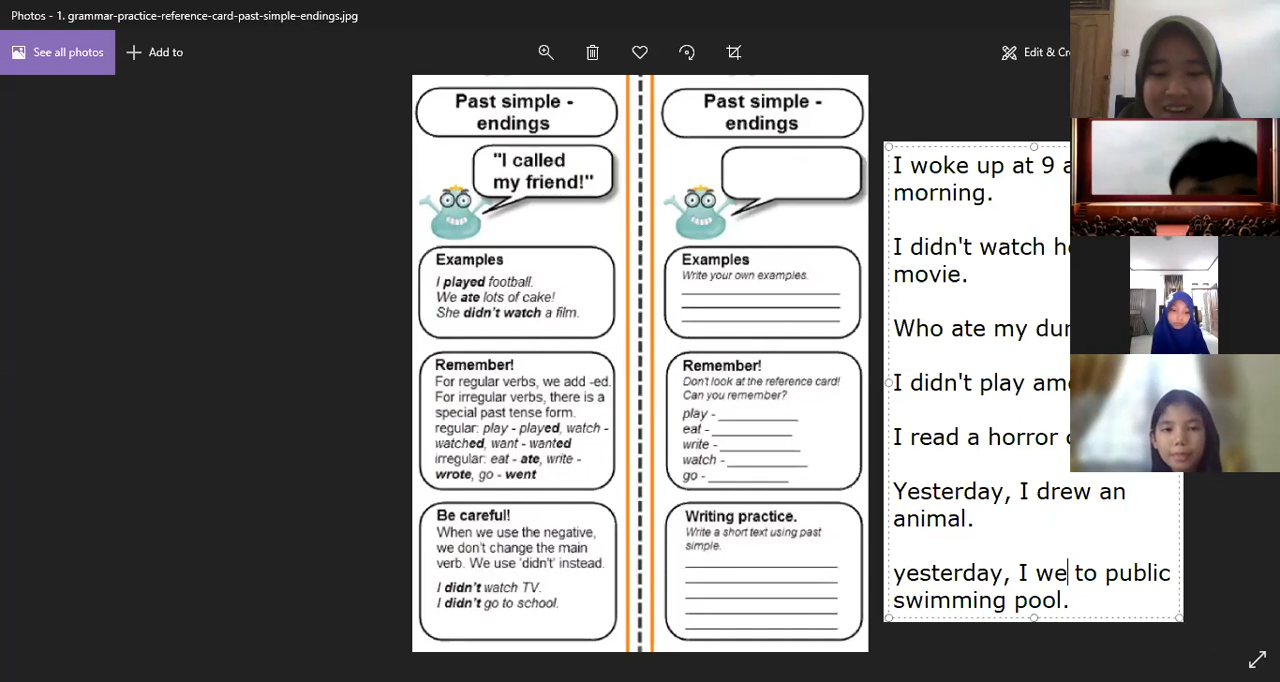 Photos - 1. grammar-practice-reference-card-past-simple-endings.jpg
See all photos
Add to
Edit &
Past simple -
endings
"I called
my friend!"
Examples
I played football.
We ate lots of cake!
She didn't watch a film.
Remember!
For regular verbs, we add -ed.
For irregular verbs, there is a
special past tense form.
regular: play - played, watch -
watched, want - wanted
irregular: eat - ate, write -
wrote, go - went
Be careful!
When we use the negative,
we don't change the main
verb. We use 'didn't' instead.
I didn't watch TV.
I didn't go to school.
Past simple -
endings
Examples
Write your own examples.
Remember!
Don't look at the reference card!
Can you remember?
play -
eat -
write -
watch -
go -
Writing practice.
Write a short text using past
simple.
I woke up at 9
morning.
I didn't watch
movie.
Who ate my
I didn't play
I read a horror
Yesterday, I drew an
animal.
yesterday, I we to public
swimming pool.